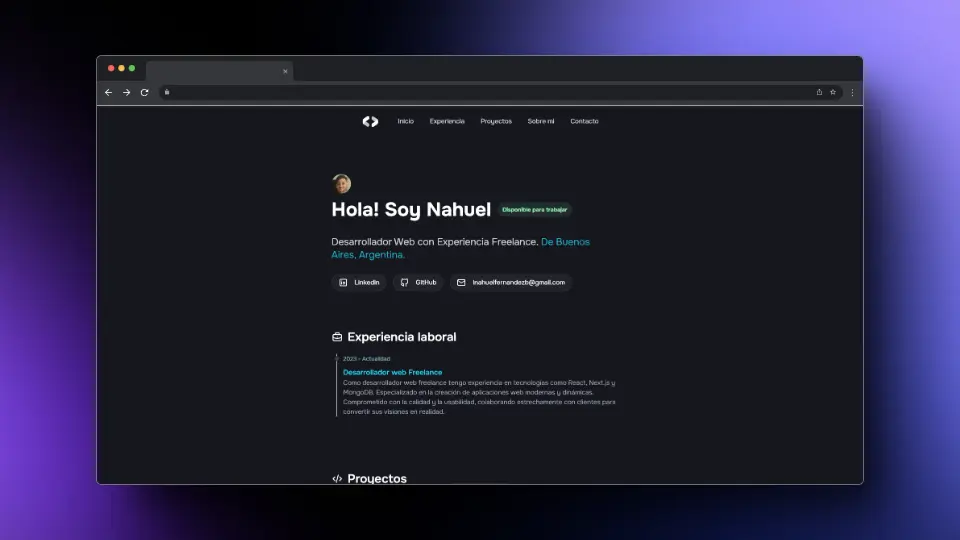 Inicio Experiencia Proyectos Sobre mí Contacto
Hola! Soy Nahuel Disponible para trabajar
Desarrollador Web con Experiencia Freelance. De Buenos
Aires, Argentina.
LinkedIn GitHub lnahuelfernandezb@gmail.com
Experiencia laboral
2023 - Actualidad
Desarrollador web Freelance
Como desarrollador web freelance tengo experiencia en tecnologías como React, Next.js y
MongoDB. Especializado en la creación de aplicaciones web modernas y dinámicas.
Comprometido con la calidad y la usabilidad, colaborando estrechamente con clientes para
convertir sus visiones en realidad.
Proyectos